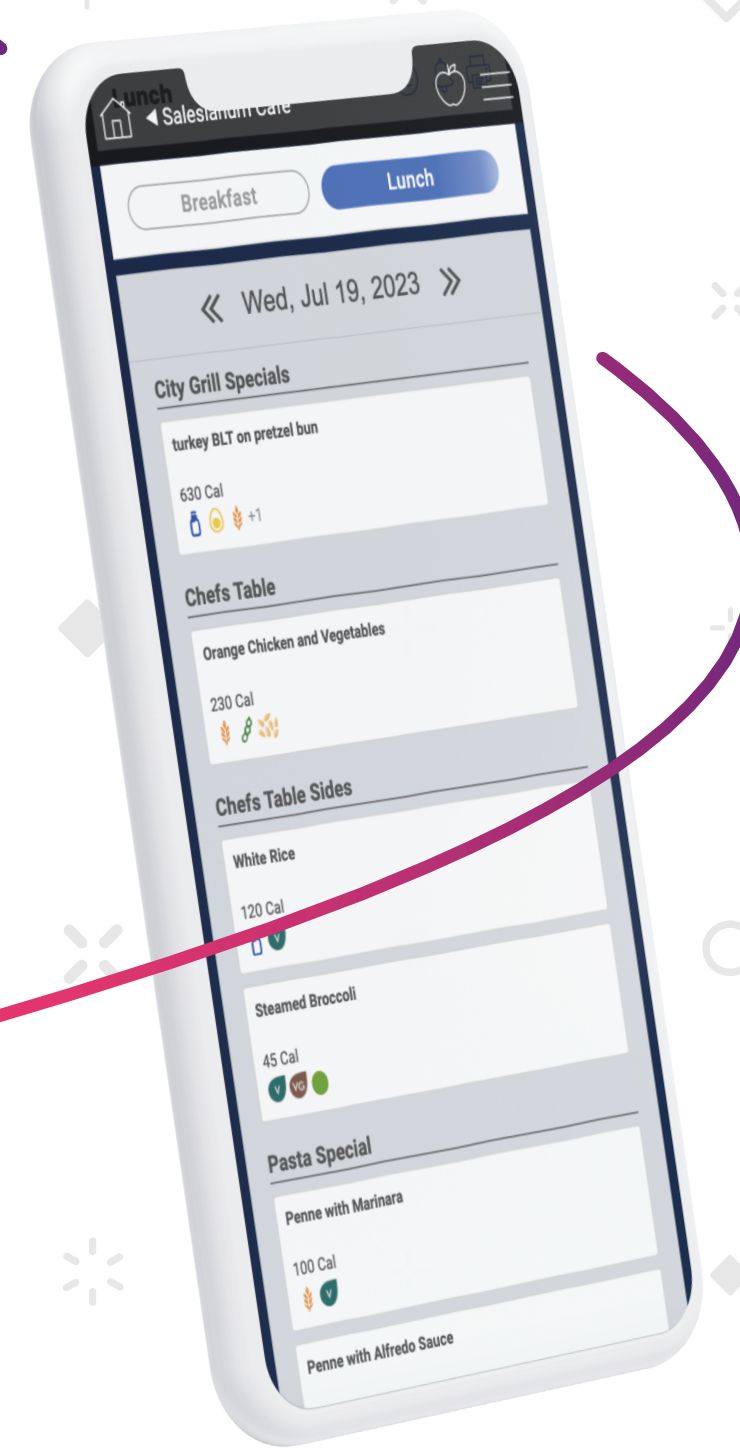 Lunch
Breakfast
Lunch
Wed, Jul 19, 2023
City Grill Specials
turkey BLT on pretzel bun
630 Cal
+1
Chefs Table
Orange Chicken and Vegetables
230 Cal
Chefs Table Sides
White Rice
120 Cal
V
Steamed Broccoli
45 Cal
V VG
Pasta Special
Penne with Marinara
100 Cal
V
Penne with Alfredo Sauce